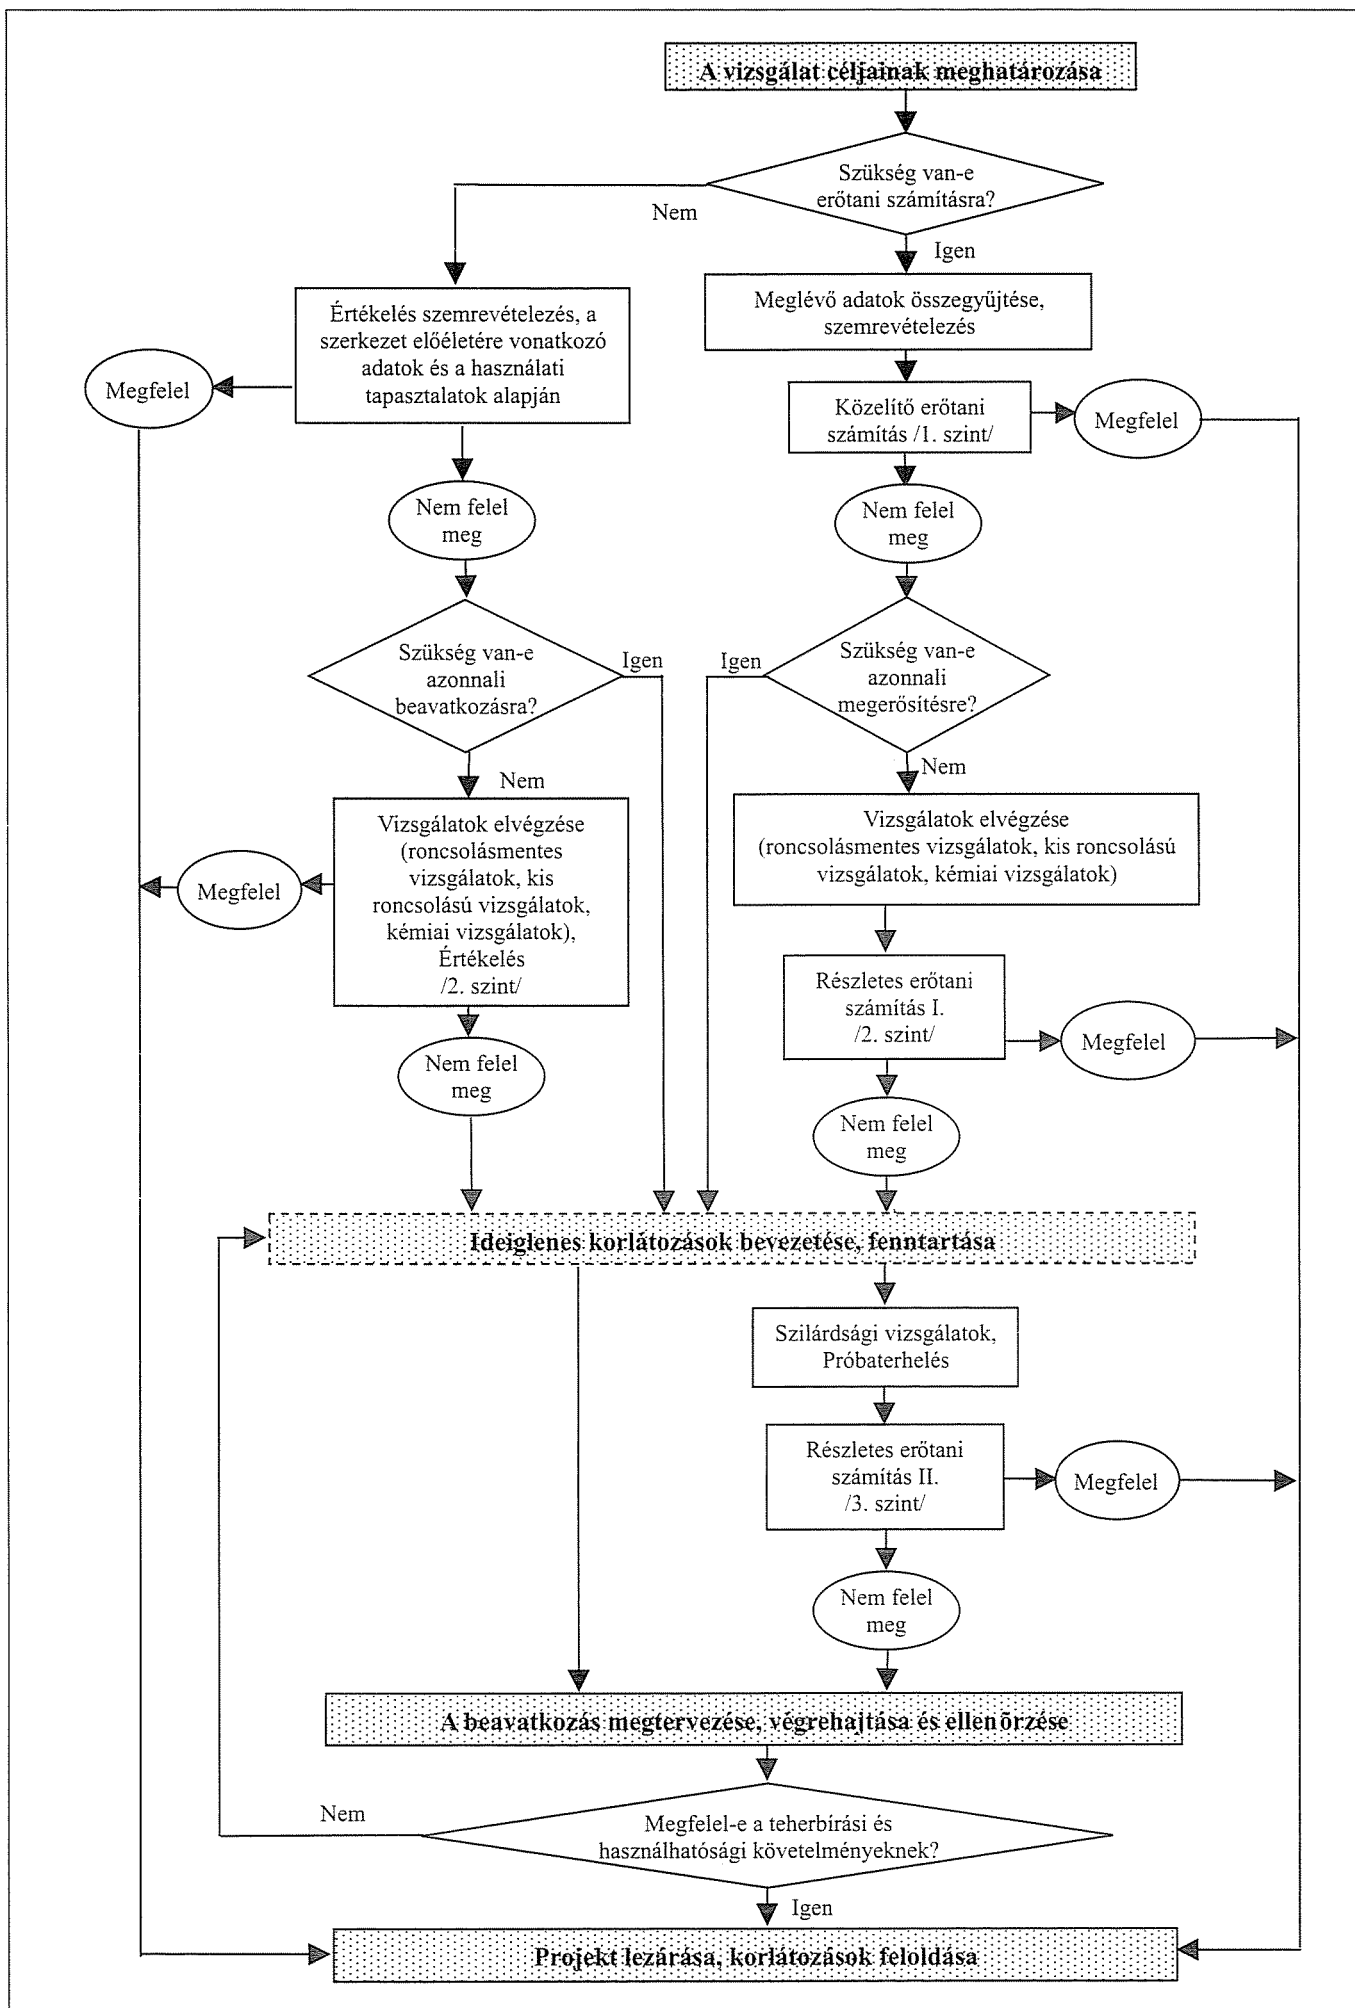 A vizsgálat céljainak meghatározása
Szükség van-e
erőtani számításra?
Nem
Igen
Értékelés szemrevételezés, a
szerkezet előéletére vonatkozó
adatok és a használati
tapasztalatok alapján
Meglévő adatok összegyűjtése,
szemrevételezés
Megfelel
Közelítő erőtani
számítás /1. szint/
Megfelel
Nem felel
meg
Nem felel
meg
Szükség van-e
azonnali
beavatkozásra?
Igen
Igen
Szükség van-e
azonnali
megerősítésre?
Nem
Nem
Vizsgálatok elvégzése
(roncsolásmentes
vizsgálatok, kis
roncsolású vizsgálatok,
kémiai vizsgálatok),
Értékelés
/2. szint/
Megfelel
Vizsgálatok elvégzése
(roncsolásmentes vizsgálatok, kis roncsolású
vizsgálatok, kémiai vizsgálatok)
Részletes erőtani
számítás I.
/2. szint/
Megfelel
Nem felel
meg
Nem felel
meg
Ideiglenes korlátozások bevezetése, fenntartása
Szilárdsági vizsgálatok,
Próbaterhelés
Részletes erőtani
számítás II.
/3. szint/
Megfelel
Nem felel
meg
A beavatkozás megtervezése, végrehajtása és ellenõrzése
Nem
Megfelel-e a teherbírási és
használhatósági követelményeknek?
Igen
Projekt lezárása, korlátozások feloldása